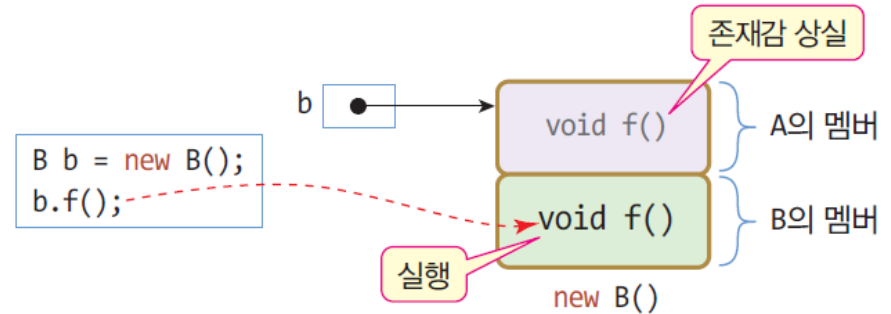 존재감 상실
b
void f()
A의 멤버
B b = new B();
b.f();
void f()
B의 멤버
실행
new B()